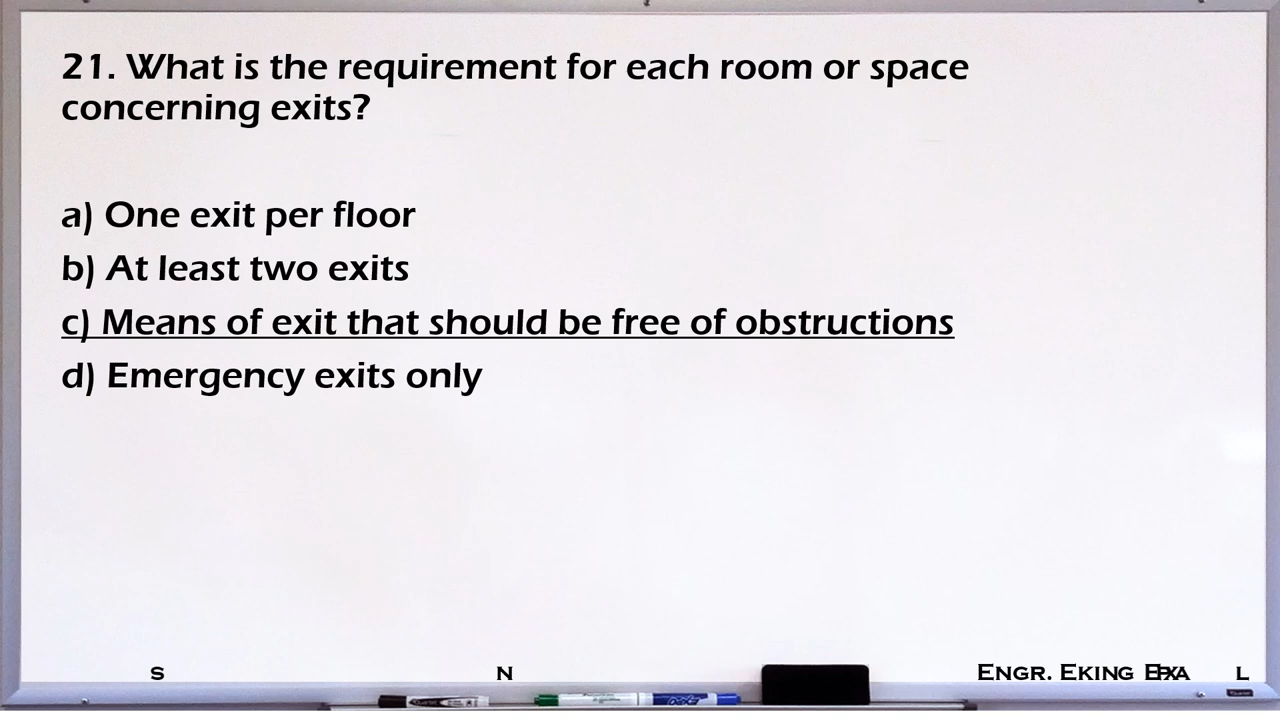 21. What is the requirement for each room or space
concerning exits?
a) One exit per floor
b) At least two exits
c) Means of exit that should be free of obstructions
d) Emergency exits only
S N ENGR. EKING L